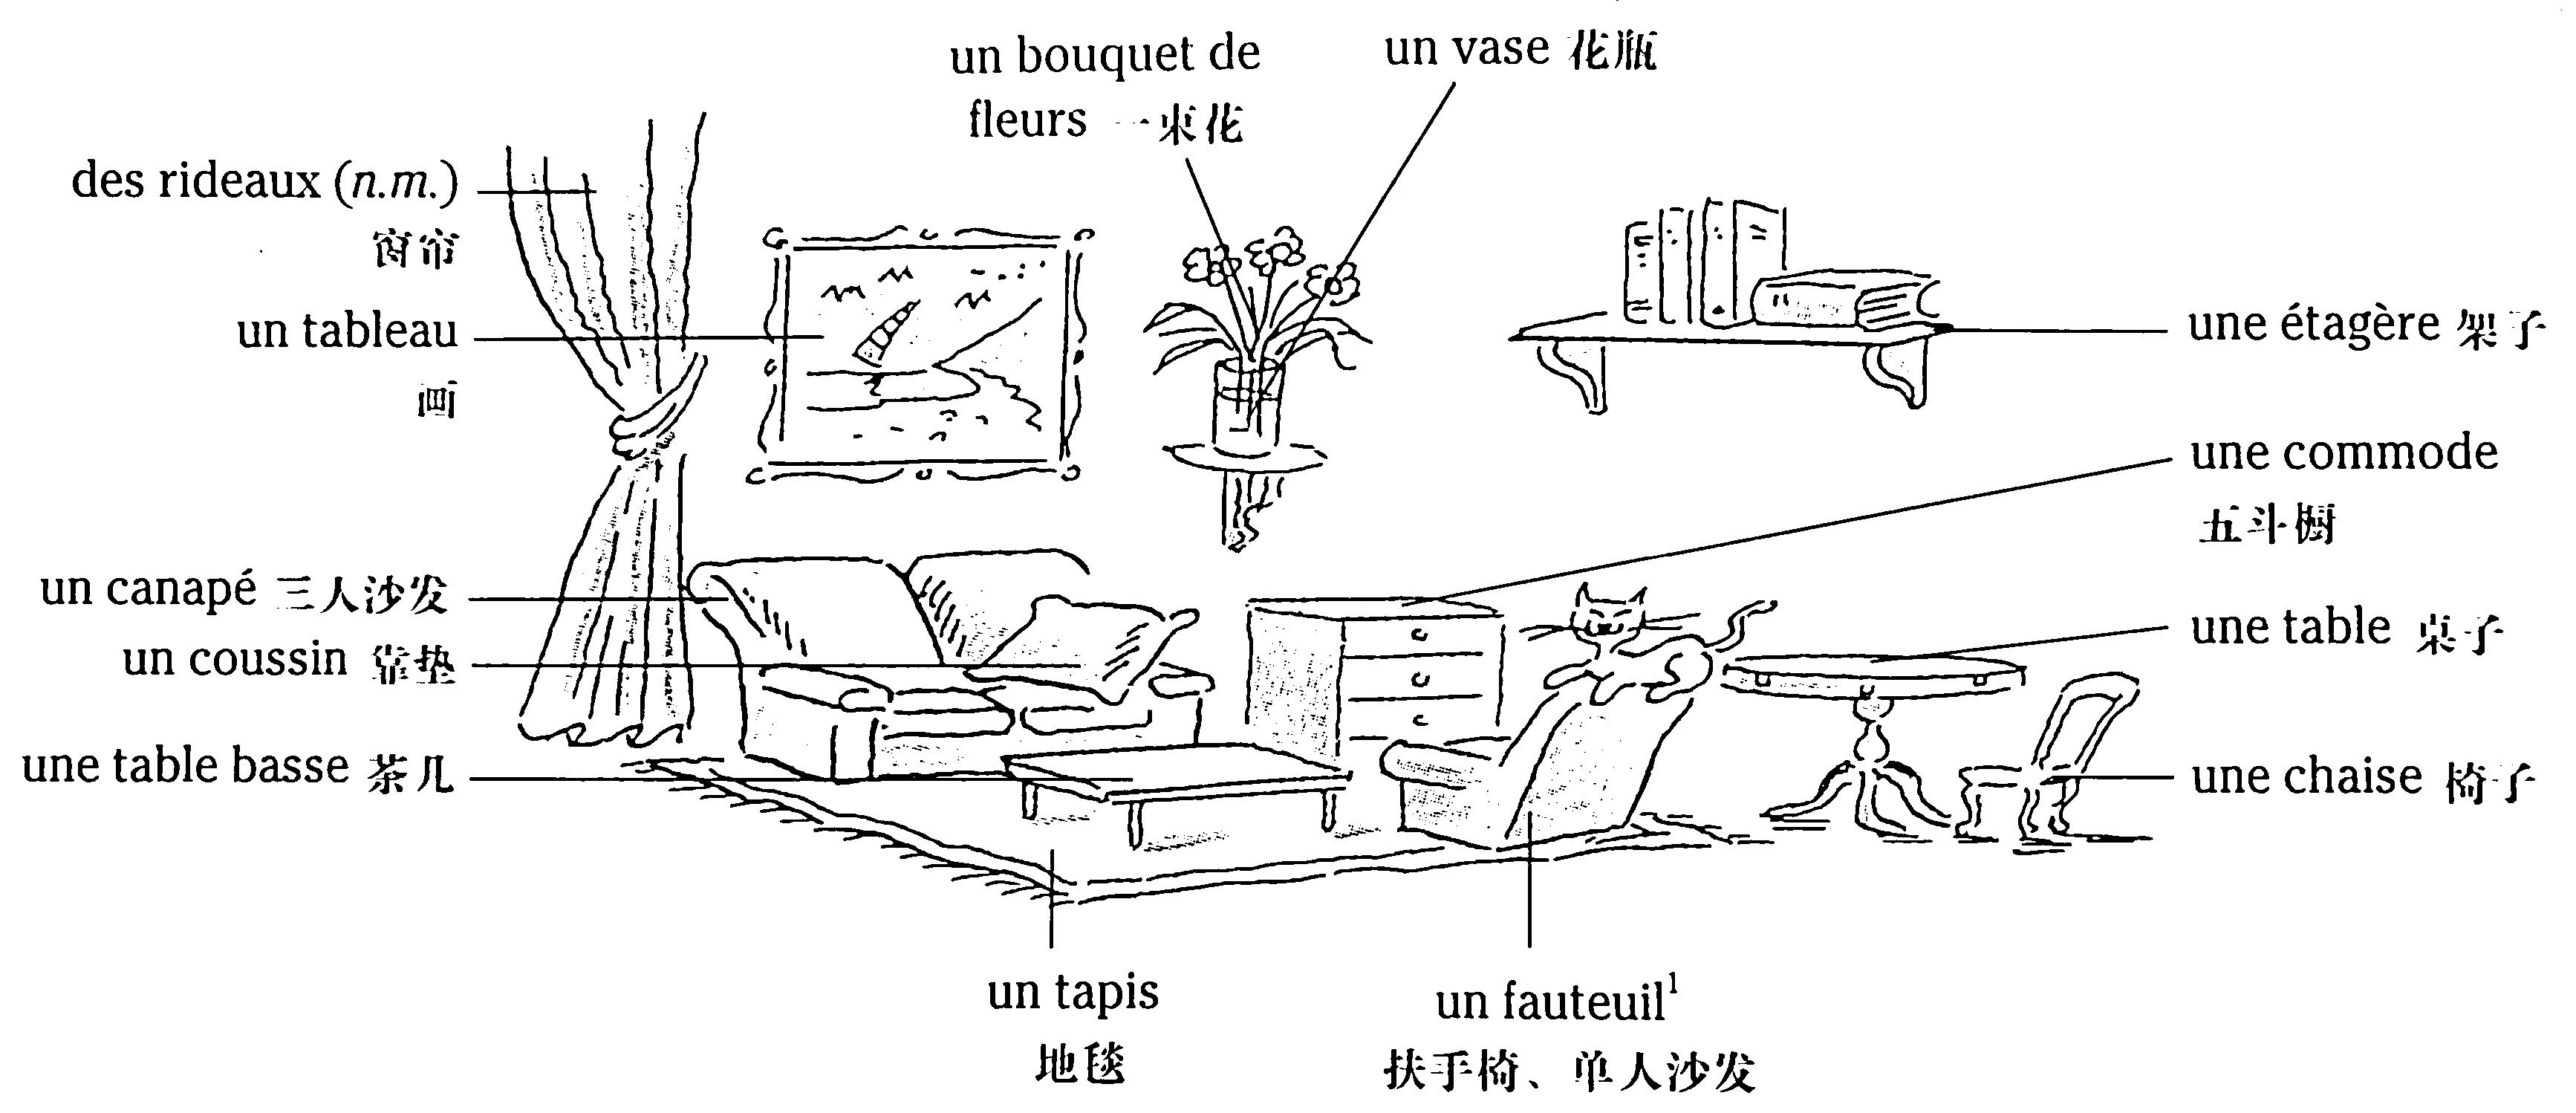 un bouquet de
fleurs 一束花
un vase 花瓶
des rideaux (n.m.)
窗帘
un tableau
画
un canapé 三人沙发
un coussin 靠垫
une table basse 茶几
une étagère 架子
une commode
五斗橱
une table 桌子
une chaise 椅子
un tapis
地毯
un fauteuil¹
扶手椅、单人沙发